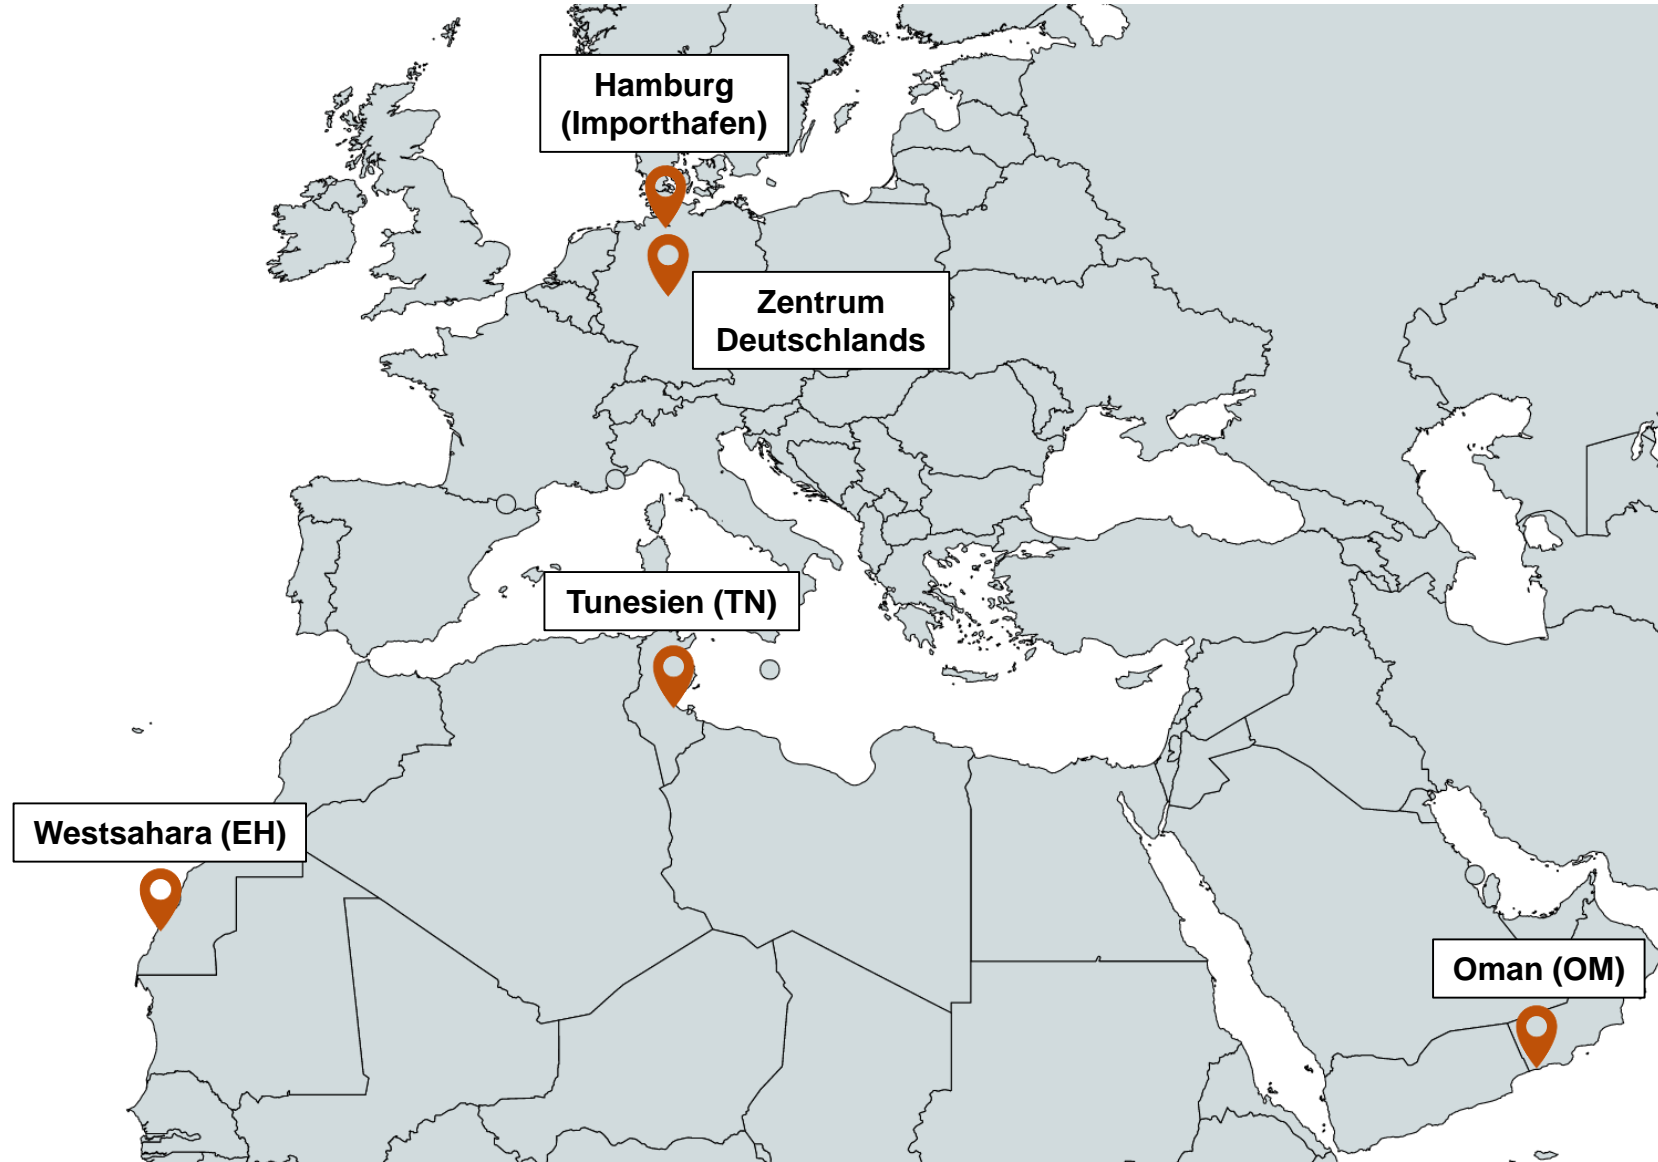 Hamburg
(Importhafen)
Zentrum
Deutschlands
Tunesien (TN)
Westsahara (EH)
Oman (OM)